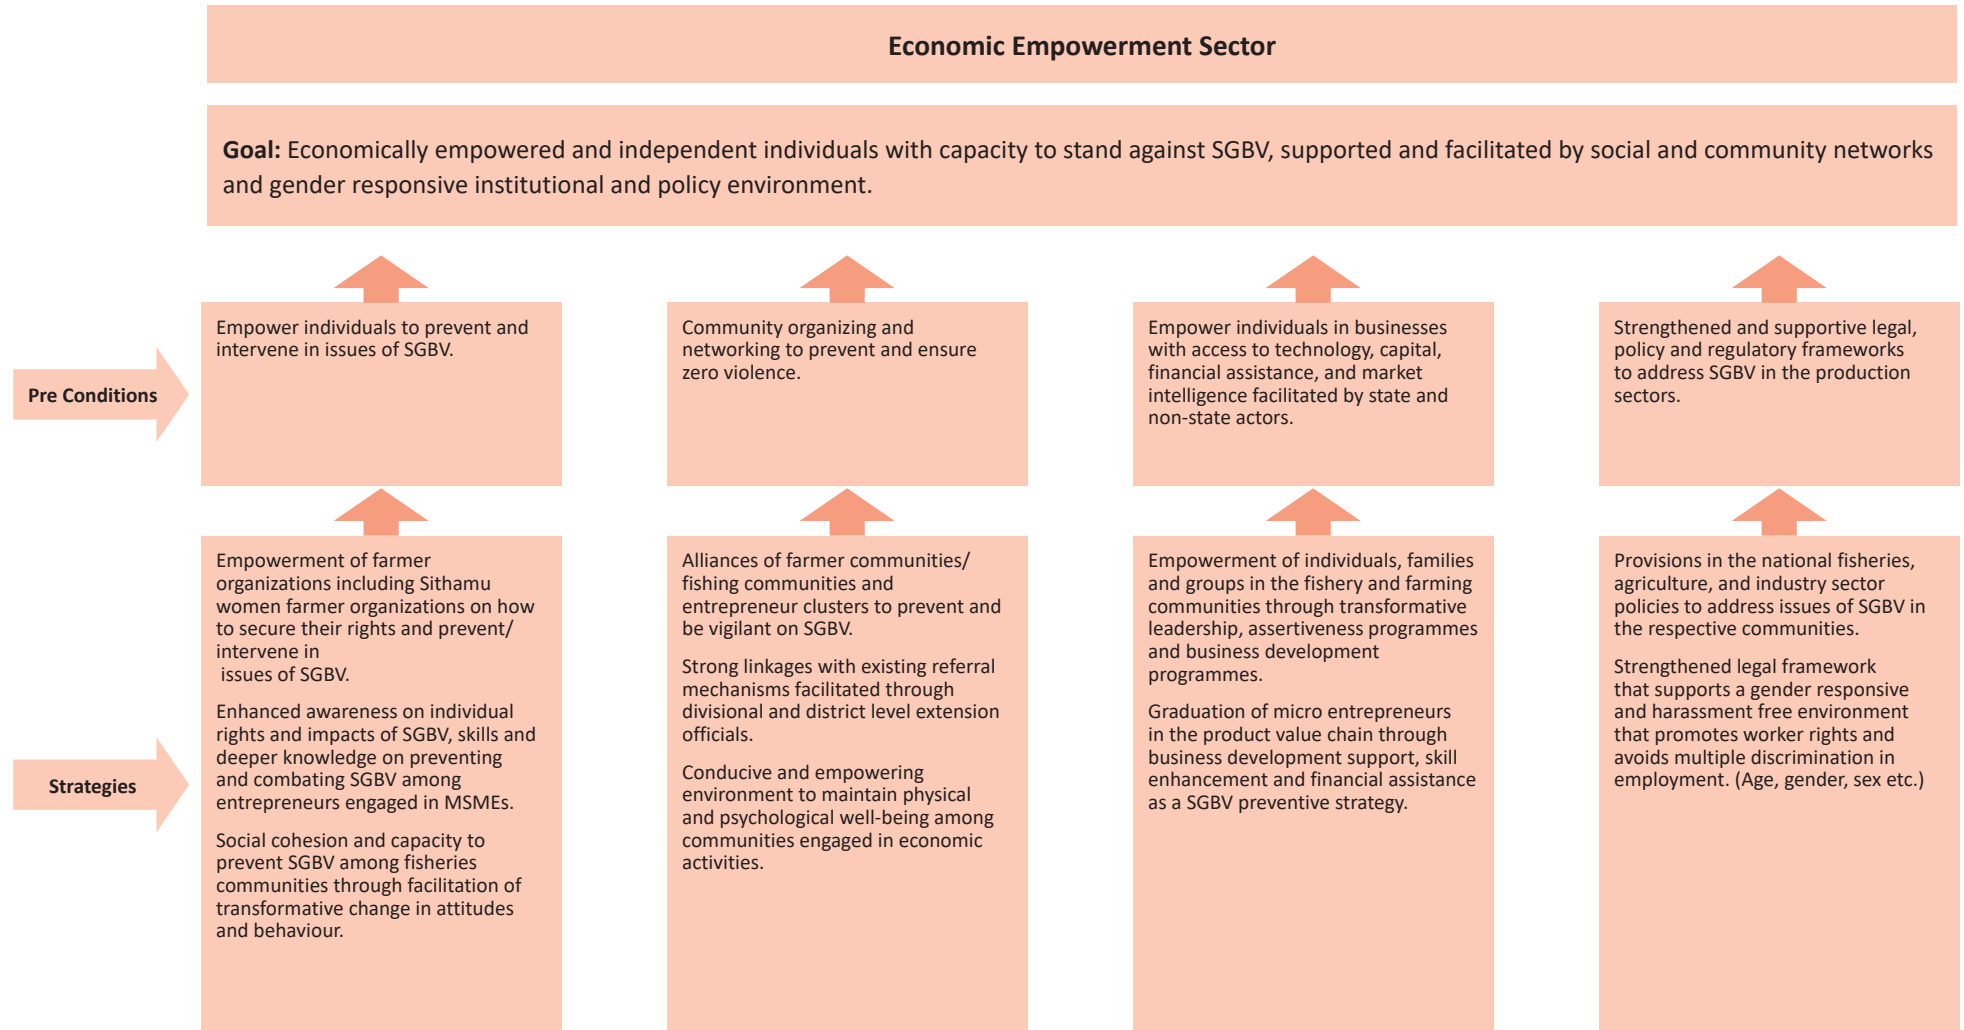 Economic Empowerment Sector
Goal: Economically empowered and independent individuals with capacity to stand against SGBV, supported and facilitated by social and community networks
and gender responsive institutional and policy environment.
Pre Conditions
Empower individuals to prevent and
intervene in issues of SGBV.
Community organizing and
networking to prevent and ensure
zero violence.
Empower individuals in businesses
with access to technology, capital,
financial assistance, and market
intelligence facilitated by state and
non-state actors.
Strengthened and supportive legal,
policy and regulatory frameworks
to address SGBV in the production
sectors.
Strategies
Empowerment of farmer
organizations including Sithamu
women farmer organizations on how
to secure their rights and prevent/
intervene in
issues of SGBV.
Enhanced awareness on individual
rights and impacts of SGBV, skills and
deeper knowledge on preventing
and combating SGBV among
entrepreneurs engaged in MSMEs.
Social cohesion and capacity to
prevent SGBV among fisheries
communities through facilitation of
transformative change in attitudes
and behaviour.
Alliances of farmer communities/
fishing communities and
entrepreneur clusters to prevent and
be vigilant on SGBV.
Strong linkages with existing referral
mechanisms facilitated through
divisional and district level extension
officials.
Conducive and empowering
environment to maintain physical
and psychological well-being among
communities engaged in economic
activities.
Empowerment of individuals, families
and groups in the fishery and farming
communities through transformative
leadership, assertiveness programmes
and business development
programmes.
Graduation of micro entrepreneurs
in the product value chain through
business development support, skill
enhancement and financial assistance
as a SGBV preventive strategy.
Provisions in the national fisheries,
agriculture, and industry sector
policies to address issues of SGBV in
the respective communities.
Strengthened legal framework
that supports a gender responsive
and harassment free environment
that promotes worker rights and
avoids multiple discrimination in
employment. (Age, gender, sex etc.)